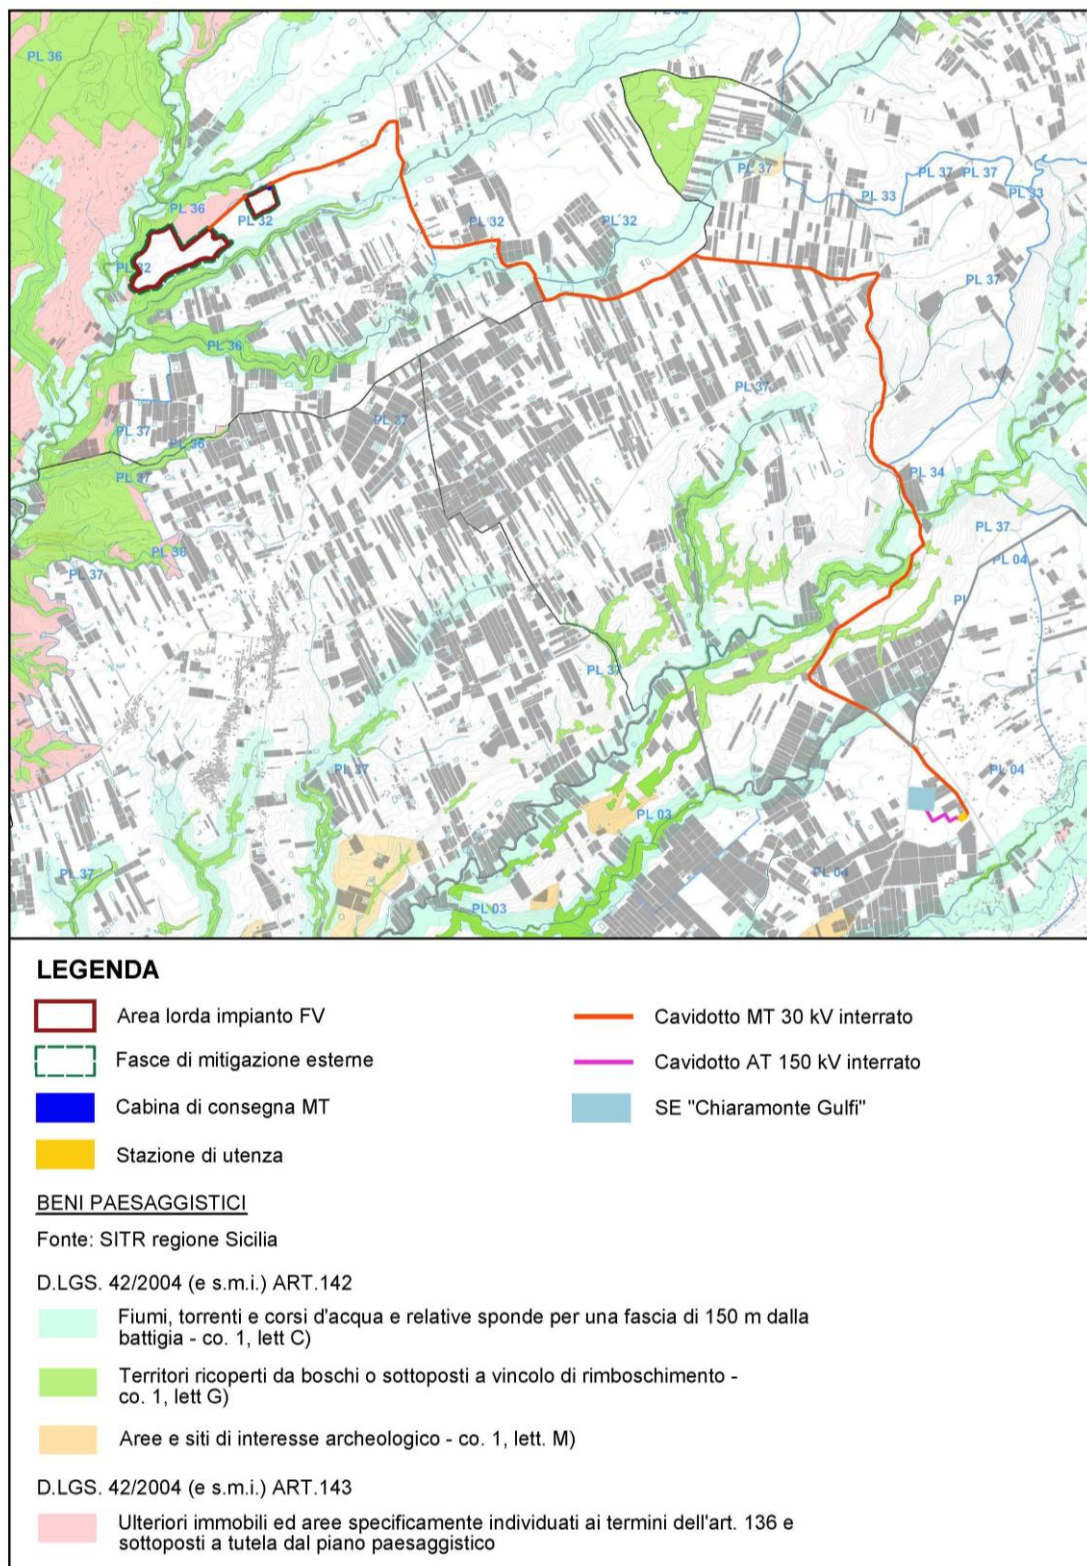 PL 32
PL 36
PL 37
PL 37
PL 37
PL 33
PL 33
PL 36
PL 32
PL 32
PL 32
PL 32
PL 37
PL 36
PL 37
PL 37
PL 37
PL 36
PL 37
PL 34
PL 37
PL 36
PL 04
PL 37
PL
PL 37
PL 37
PL 04
PL 03
PL 37
PL 04
PL 03
LEGENDA
Area lorda impianto FV
Cavidotto MT 30 kV interrato
Fasce di mitigazione esterne
Cavidotto AT 150 kV interrato
Cabina di consegna MT
SE "Chiaramonte Gulfi"
Stazione di utenza
BENI PAESAGGISTICI
Fonte: SITR regione Sicilia
D.LGS. 42/2004 (e s.m.i.) ART.142
Fiumi, torrenti e corsi d'acqua e relative sponde per una fascia di 150 m dalla
battigia - co. 1, lett C)
Territori ricoperti da boschi o sottoposti a vincolo di rimboschimento -
co. 1, lett G)
Aree e siti di interesse archeologico - co. 1, lett. M)
D.LGS. 42/2004 (e s.m.i.) ART.143
Ulteriori immobili ed aree specificamente individuati ai termini dell'art. 136 e
sottoposti a tutela dal piano paesaggistico